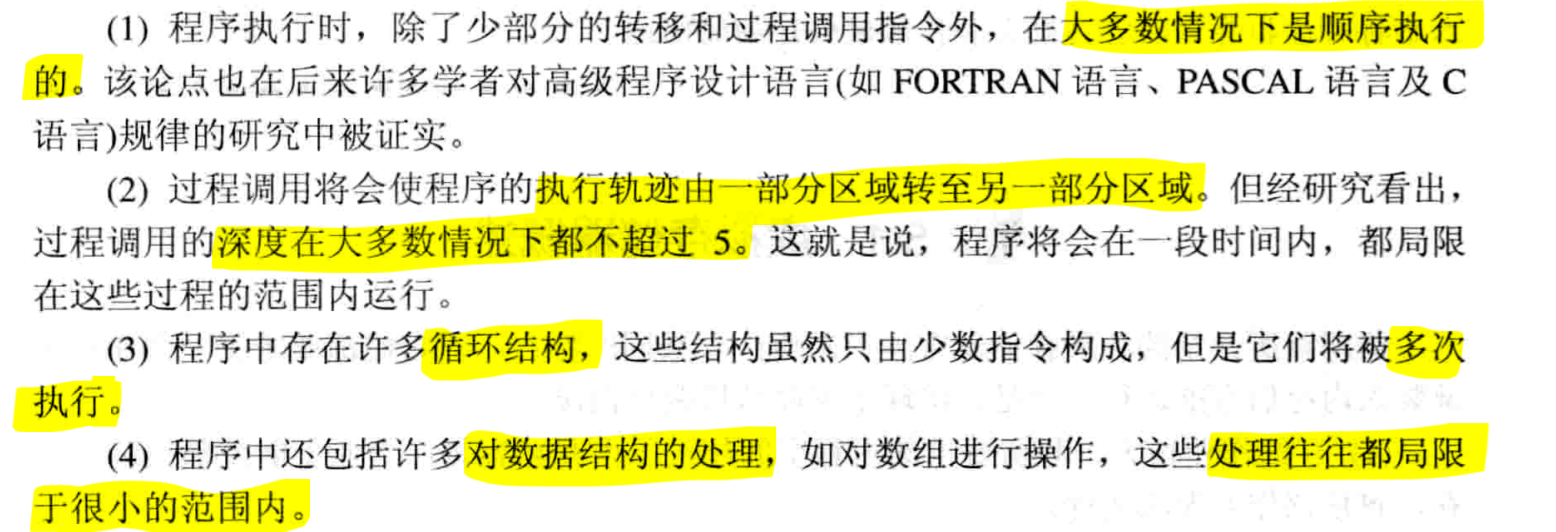 (1) 程序执行时，除了少部分的转移和过程调用指令外，在大多数情况下是顺序执行
的。该论点也在后来许多学者对高级程序设计语言(如 FORTRAN 语言、PASCAL 语言及 C
语言)规律的研究中被证实。
(2) 过程调用将会使程序的执行轨迹由一部分区域转至另一部分区域。但经研究看出，
过程调用的深度在大多数情况下都不超过 5。这就是说，程序将会在一段时间内，都局限
在这些过程的范围内运行。
(3) 程序中存在许多循环结构，这些结构虽然只由少数指令构成，但是它们将被多次
执行。
(4) 程序中还包括许多对数据结构的处理，如对数组进行操作，这些处理往往都局限
于很小的范围内。